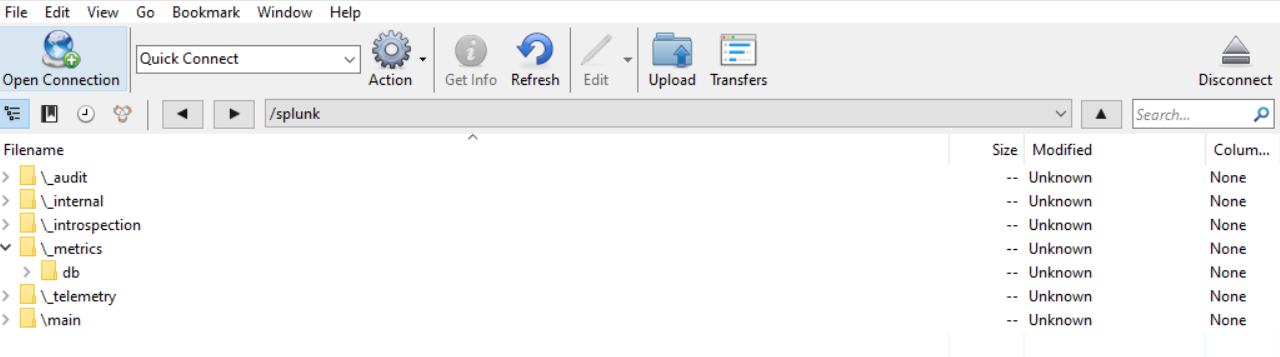 File Edit View Go Bookmark Window Help
Open Connection Quick Connect Action Get Info Refresh Edit Upload Transfers Disconnect
/splunk Search...
Filename Size Modified Colum...
\_audit -- Unknown None
\_internal -- Unknown None
\_introspection -- Unknown None
\_metrics -- Unknown None
db -- Unknown None
\_telemetry -- Unknown None
\main -- Unknown None